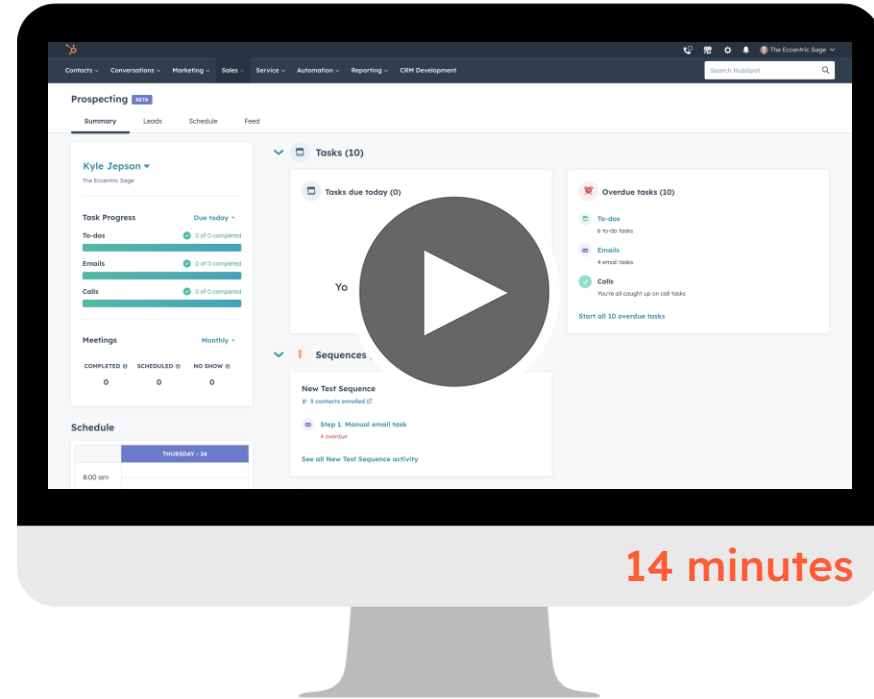 The Eccentric Sage
Contacts Conversations Marketing Sales Service Automation Reporting CRM Development
Search HubSpot
Prospecting BETA
Summary Leads Schedule Feed
Kyle Jepson
The Eccentric Sage
Task Progress Due today
To-dos 0 of 0 completed
Emails 0 of 0 completed
Calls 0 of 0 completed
Meetings Monthly
COMPLETED SCHEDULED NO SHOW
0 0 0
Schedule
THURSDAY - 24
8:00 am
Tasks (10)
Tasks due today (0)
Yo
Overdue tasks (10)
To-dos
6 to-do tasks
Emails
4 email tasks
Calls
You're all caught up on call tasks
Start all 10 overdue tasks
Sequences
New Test Sequence
3 contacts enrolled
Step 1. Manual email task
4 overdue
See all New Test Sequence activity
14 minutes